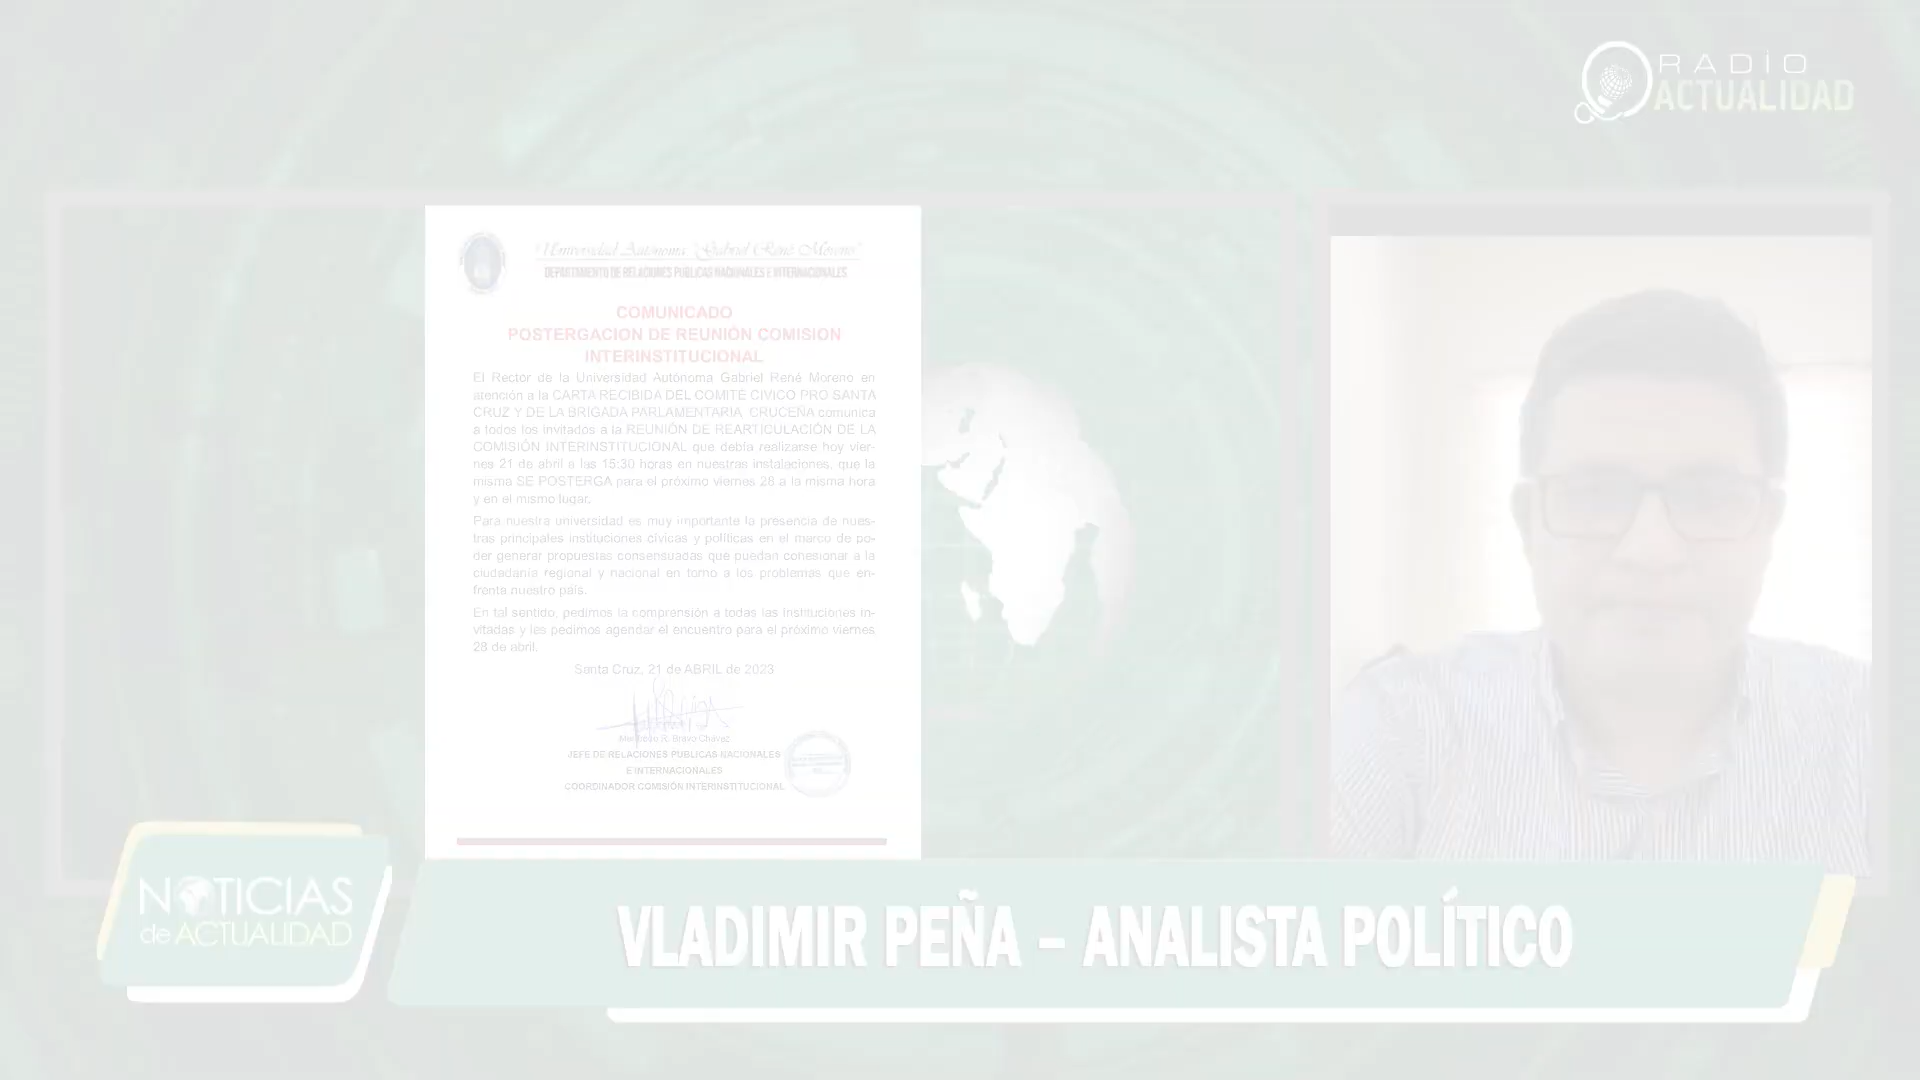 RADIO
ACTUALIDAD
"Universidad Autónoma "Gabriel René Moreno"
DEPARTAMENTO DE RELACIONES PUBLICAS NACIONALES E INTERNACIONALES
COMUNICADO
POSTERGACION DE REUNIÓN COMISION
INTERINSTITUCIONAL
El Rector de la Universidad Autónoma Gabriel René Moreno en
atención a la CARTA RECIBIDA DEL COMITÉ CIVICO PRO SANTA
CRUZ Y DE LA BRIGADA PARLAMENTARIA, CRUCEÑA comunica
a todos los invitados a la REUNIÓN DE REARTICULACIÓN DE LA
COMISIÓN INTERINSTITUCIONAL que debía realizarse hoy vier-
nes 21 de abril a las 15:30 horas en nuestras instalaciones, que la
misma SE POSTERGA para el próximo viernes 28 a la misma hora
y en el mismo lugar.
Para nuestra universidad es muy importante la presencia de nues-
tras principales instituciones cívicas y políticas en el marco de po-
der generar propuestas consensuadas que puedan cohesionar a la
ciudadanía regional y nacional en torno a los problemas que en-
frenta nuestro país.
En tal sentido, pedimos la comprensión a todas las instituciones in-
vitadas y les pedimos agendar el encuentro para el próximo viernes
28 de abril.
Santa Cruz, 21 de ABRIL de 2023
R. Bravo Chávez
JEFE DE RELACIONES PUBLICAS NACIONALES
E INTERNACIONALES
COORDINADOR COMISIÓN INTERINSTITUCIONAL
NOTICIAS
de ACTUALIDAD
VLADIMIR PEÑA – ANALISTA POLÍTICO